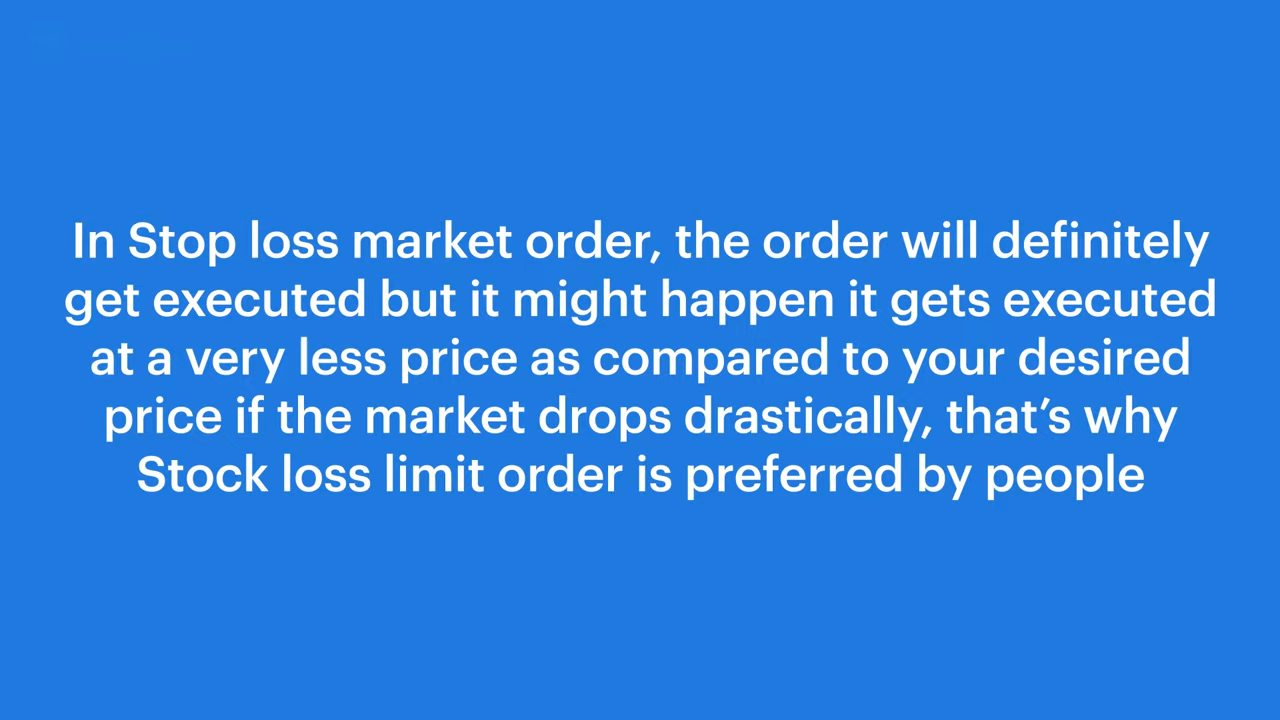 In Stop loss market order, the order will definitely
get executed but it might happen it gets executed
at a very less price as compared to your desired
price if the market drops drastically, that’s why
Stock loss limit order is preferred by people